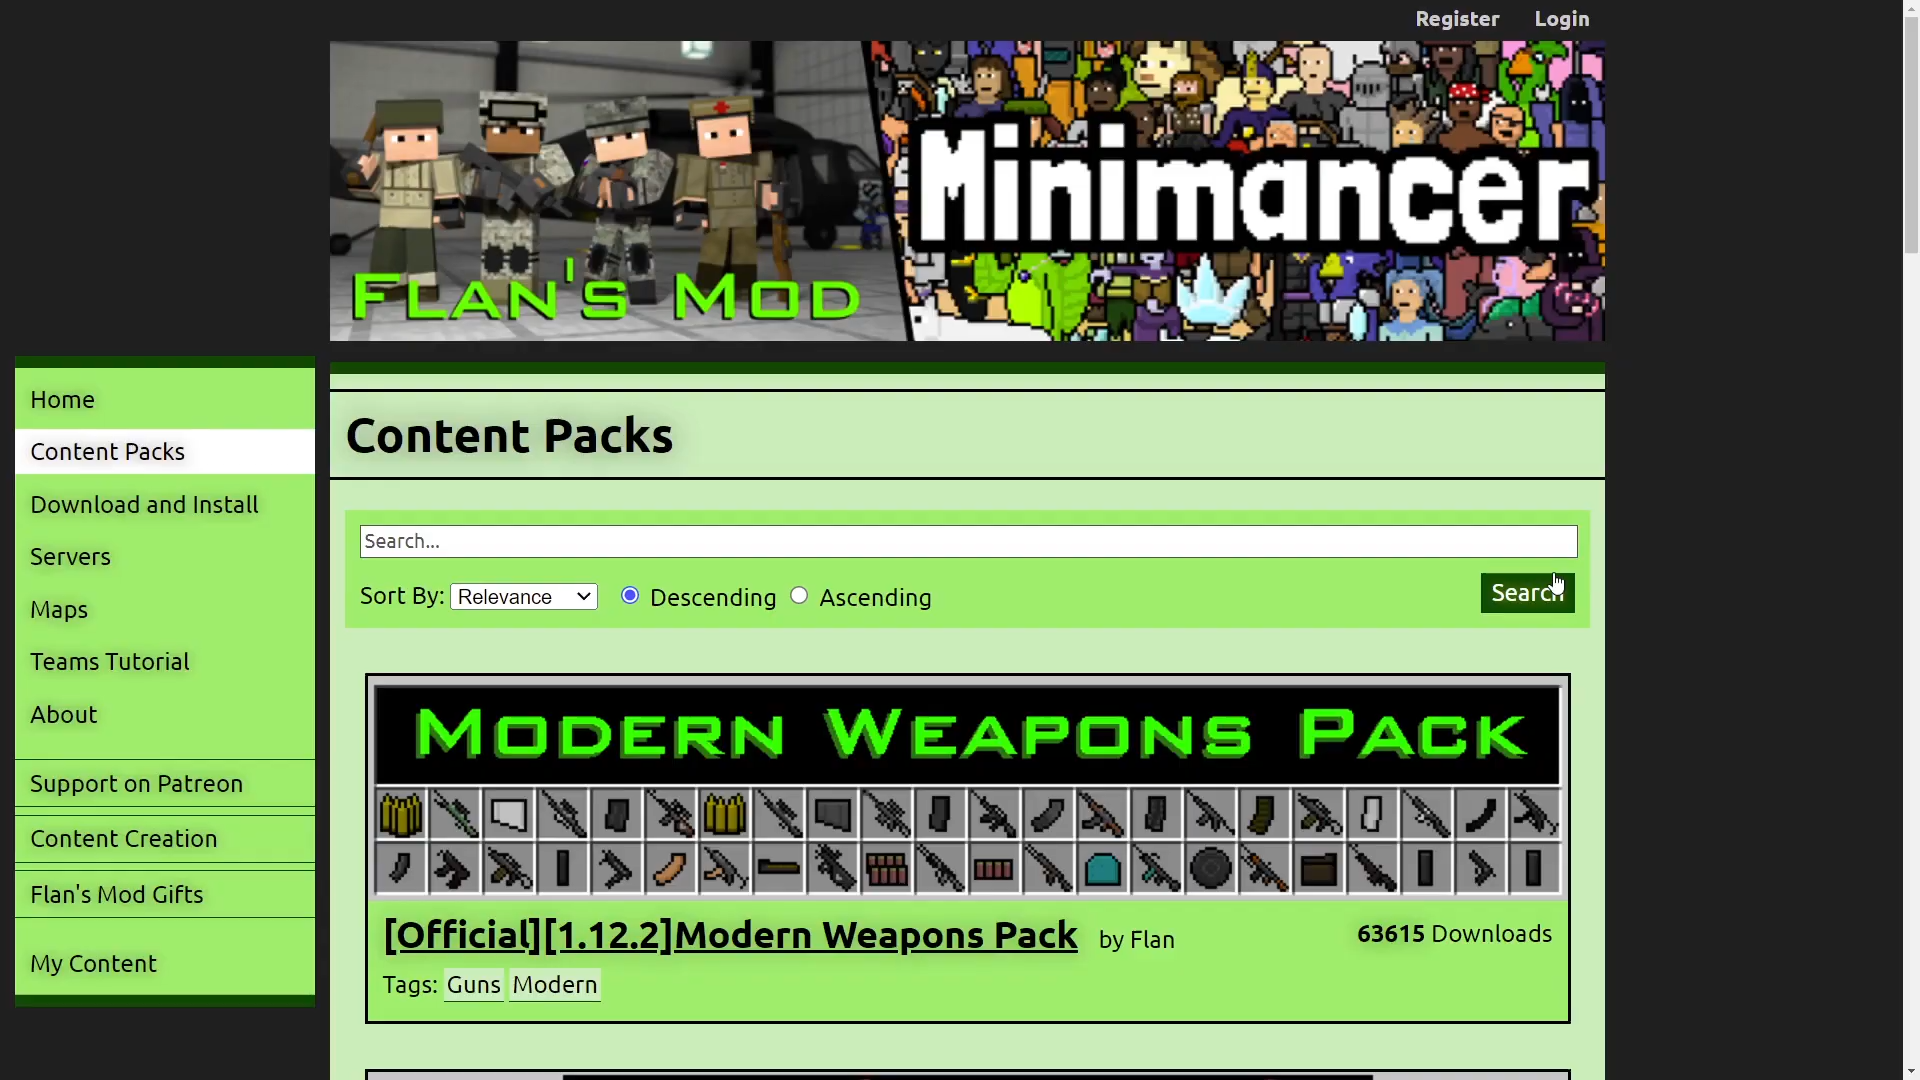 Register Login
FLAN'S MOD
Minimancer
Home
Content Packs
Download and Install
Servers
Maps
Teams Tutorial
About
Support on Patreon
Content Creation
Flan's Mod Gifts
My Content
Content Packs
Search...
Sort By: Relevance Descending Ascending Search
MODERN WEAPONS PACK
[Official][1.12.2]Modern Weapons Pack by Flan 63615 Downloads
Tags: Guns Modern